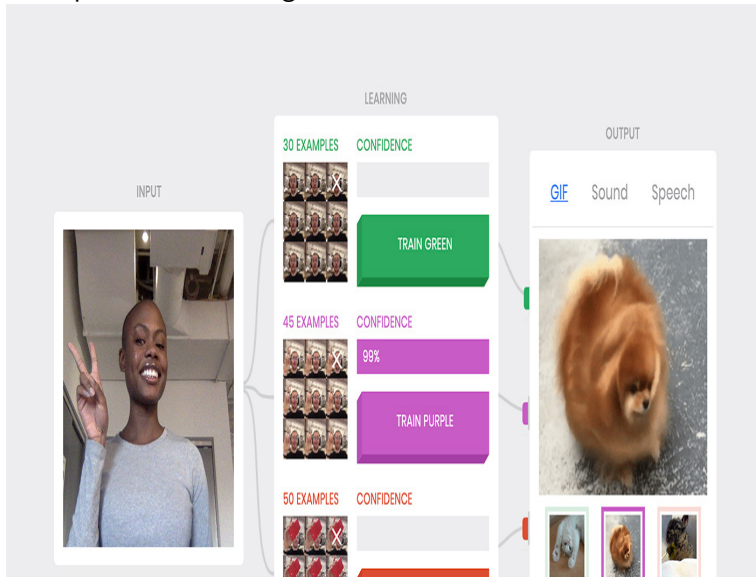 LEARNING
OUTPUT
INPUT
30 EXAMPLES CONFIDENCE
TRAIN GREEN
45 EXAMPLES CONFIDENCE
99%
TRAIN PURPLE
50 EXAMPLES CONFIDENCE
GIF Sound Speech